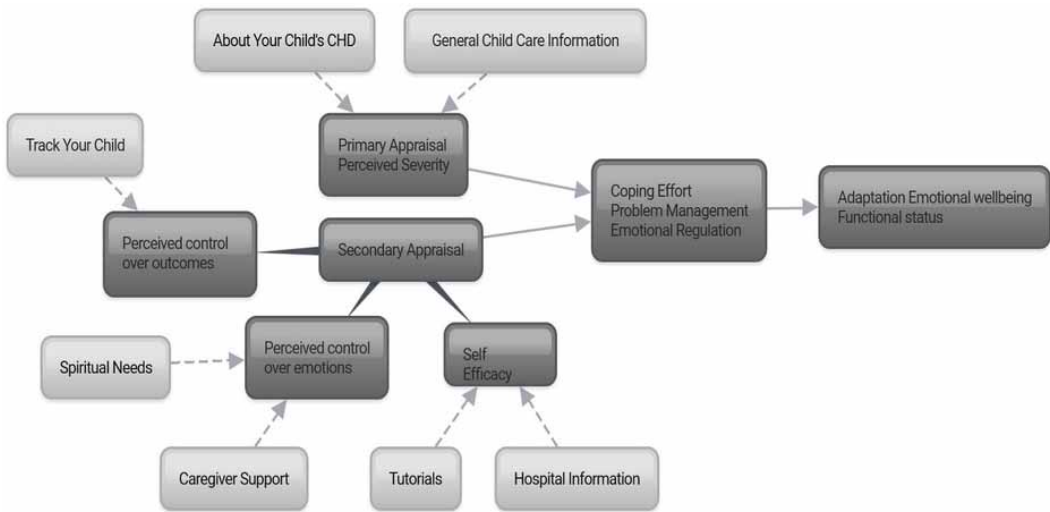 About Your Child's CHD
General Child Care Information
Track Your Child
Primary Appraisal
Perceived Severity
Coping Effort
Problem Management
Emotional Regulation
Adaptation Emotional wellbeing
Functional status
Perceived control
over outcomes
Secondary Appraisal
Spiritual Needs
Perceived control
over emotions
Self
Efficacy
Caregiver Support
Tutorials
Hospital Information